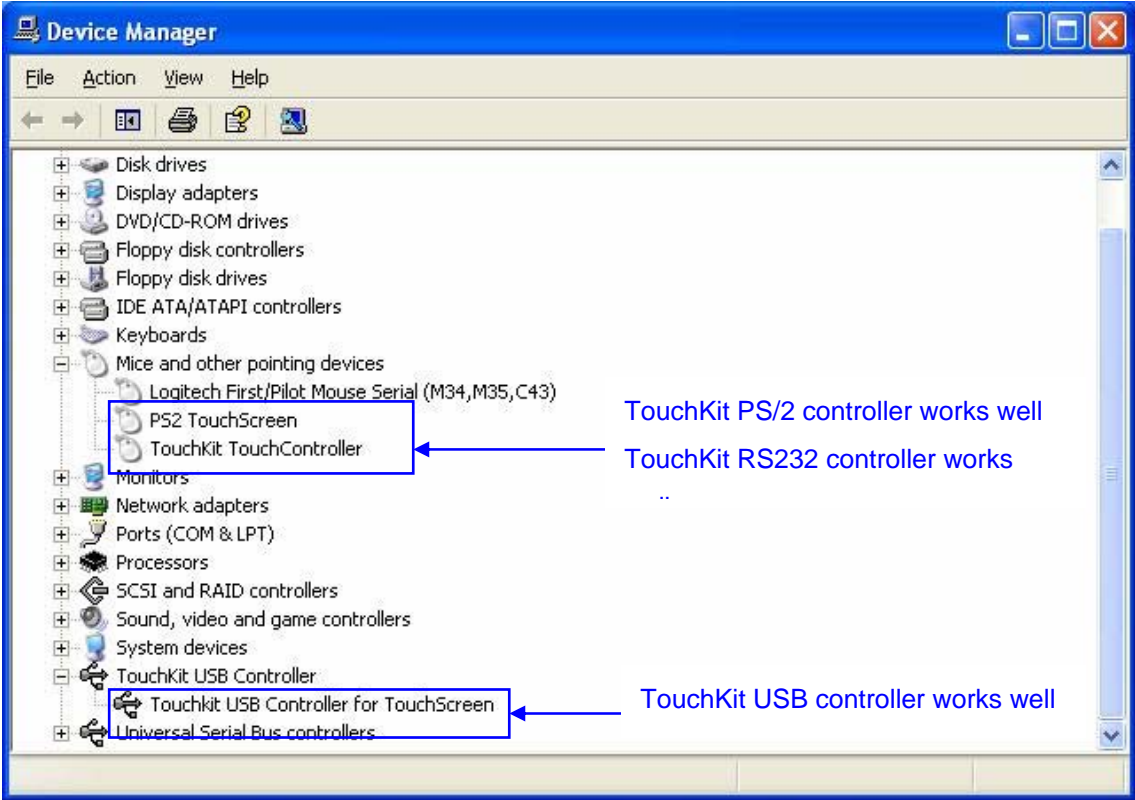 Device Manager
File Action View Help
Disk drives
Display adapters
DVD/CD-ROM drives
Floppy disk controllers
Floppy disk drives
IDE ATA/ATAPI controllers
Keyboards
Mice and other pointing devices
Logitech First/Pilot Mouse Serial (M34,M35,C43)
PS2 TouchScreen
TouchKit PS/2 controller works well
TouchKit TouchController
TouchKit RS232 controller works
Monitors
Network adapters
Ports (COM & LPT)
Processors
SCSI and RAID controllers
Sound, video and game controllers
System devices
TouchKit USB Controller
Touchkit USB Controller for TouchScreen
TouchKit USB controller works well
Universal Serial Bus controllers